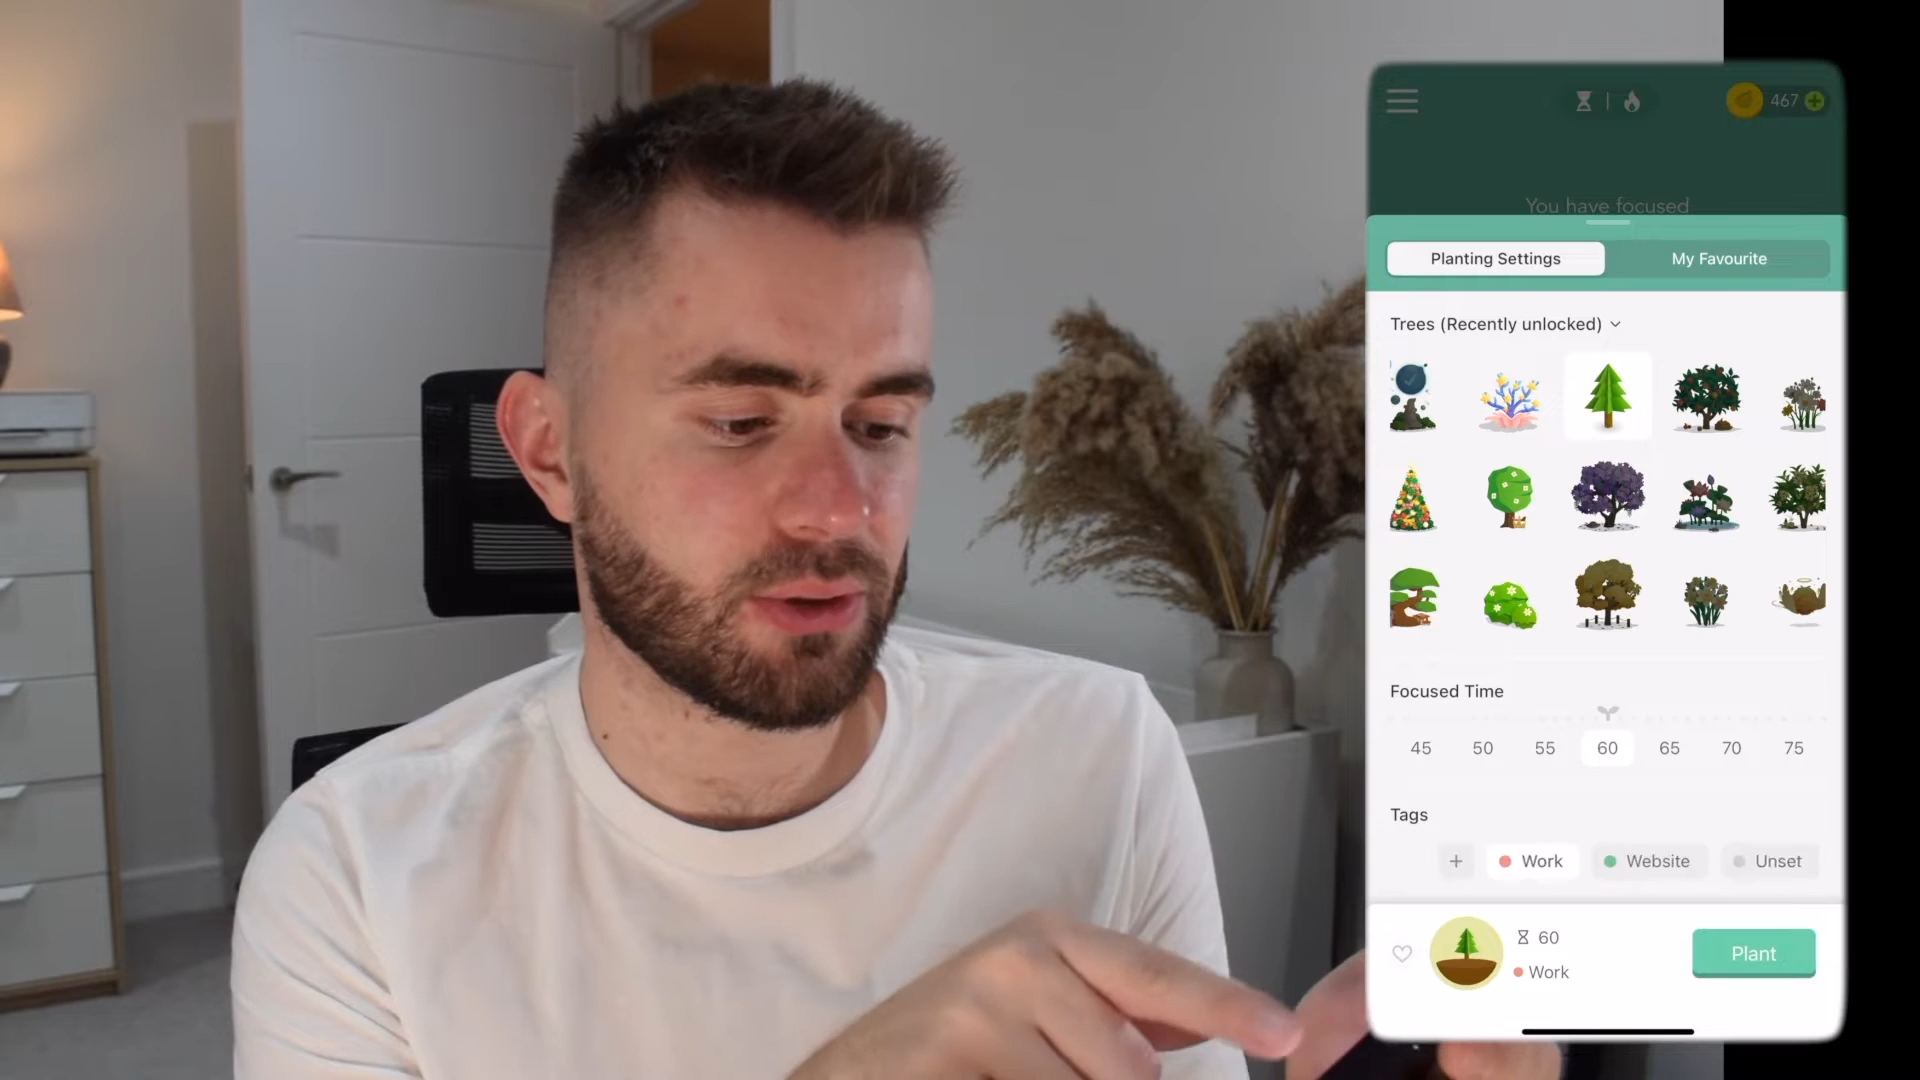 467
You have focused
Planting Settings
My Favourite
Trees (Recently unlocked)
Focused Time
45 50 55 60 65 70 75
Tags
+ Work Website Unset
60
Work
Plant